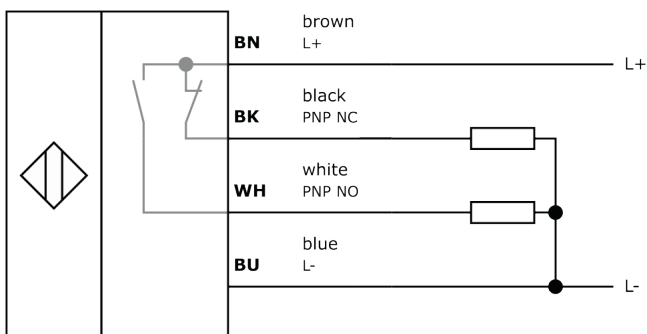 brown
BN L+
L+
black
BK PNP NC
white
WH PNP NO
blue
BU L-
L-